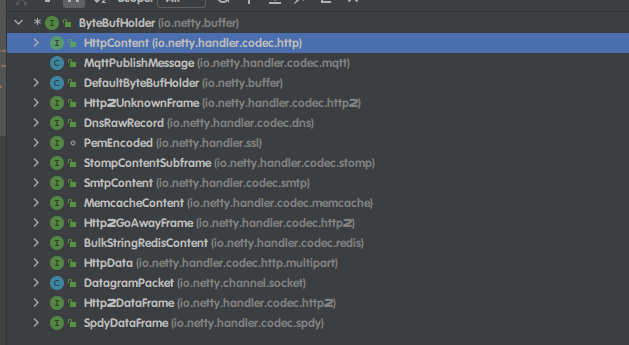 ByteBufHolder (io.netty.buffer)
HttpContent (io.netty.handler.codec.http)
MqttPublishMessage (io.netty.handler.codec.mqtt)
DefaultByteBufHolder (io.netty.buffer)
Http2UnknownFrame (io.netty.handler.codec.http2)
DnsRawRecord (io.netty.handler.codec.dns)
PemEncoded (io.netty.handler.ssl)
StompContentSubframe (io.netty.handler.codec.stomp)
SmtpContent (io.netty.handler.codec.smtp)
MemcacheContent (io.netty.handler.codec.memcache)
Http2GoAwayFrame (io.netty.handler.codec.http2)
BulkStringRedisContent (io.netty.handler.codec.redis)
HttpData (io.netty.handler.codec.http.multipart)
DatagramPacket (io.netty.channel.socket)
Http2DataFrame (io.netty.handler.codec.http2)
SpdyDataFrame (io.netty.handler.codec.spdy)